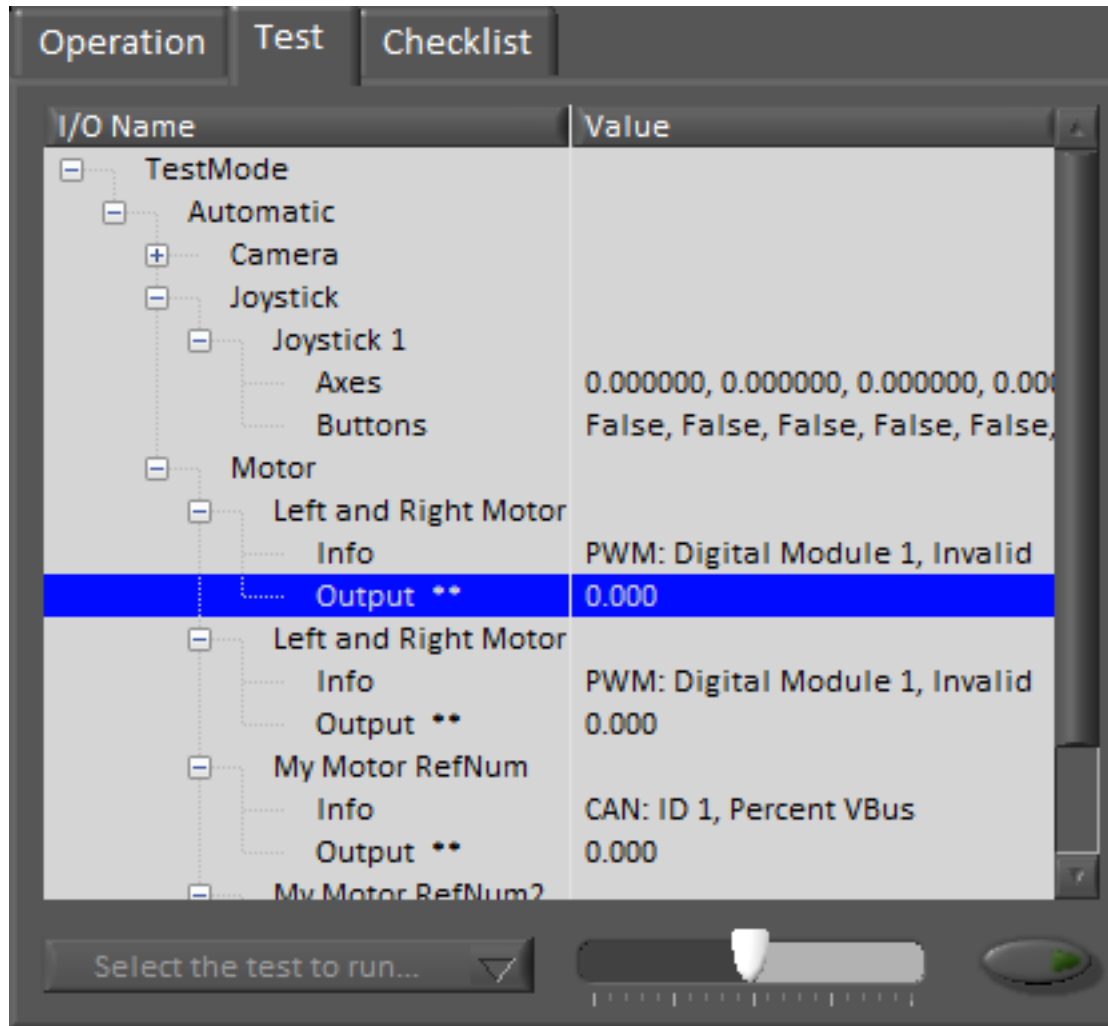 Operation Test Checklist
I/O Name Value
TestMode
Automatic
Camera
Joystick
Joystick 1
Axes 0.000000, 0.000000, 0.000000, 0.000
Buttons False, False, False, False, False,
Motor
Left and Right Motor
Info PWM: Digital Module 1, Invalid
Output ** 0.000
Left and Right Motor
Info PWM: Digital Module 1, Invalid
Output ** 0.000
My Motor RefNum
Info CAN: ID 1, Percent VBus
Output ** 0.000
My Motor RefNum2
Select the test to run...